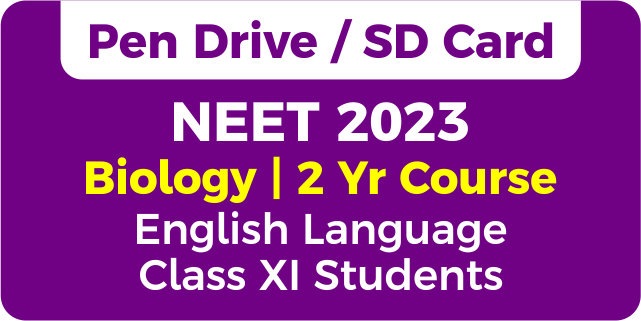 Pen Drive / SD Card
NEET 2023
Biology | 2 Yr Course
English Language
Class XI Students